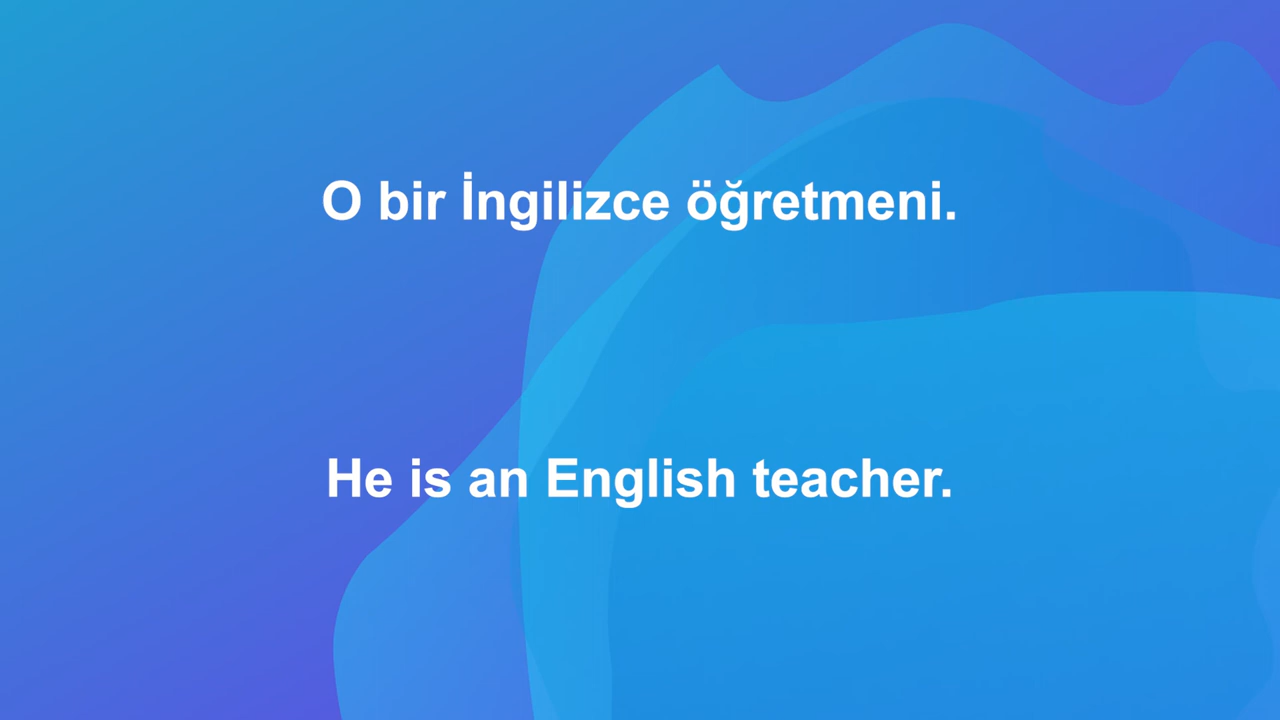 O bir İngilizce öğretmeni.
He is an English teacher.